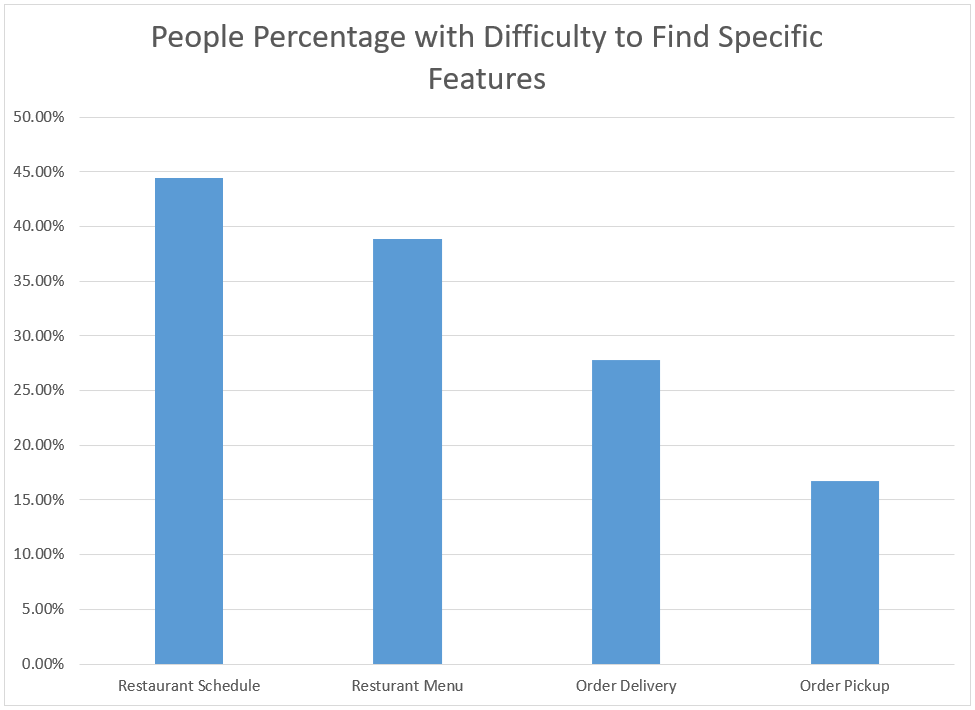 People Percentage with Difficulty to Find Specific
Features
50.00%
45.00%
40.00%
35.00%
30.00%
25.00%
20.00%
15.00%
10.00%
5.00%
0.00%
Restaurant Schedule
Resturant Menu
Order Delivery
Order Pickup